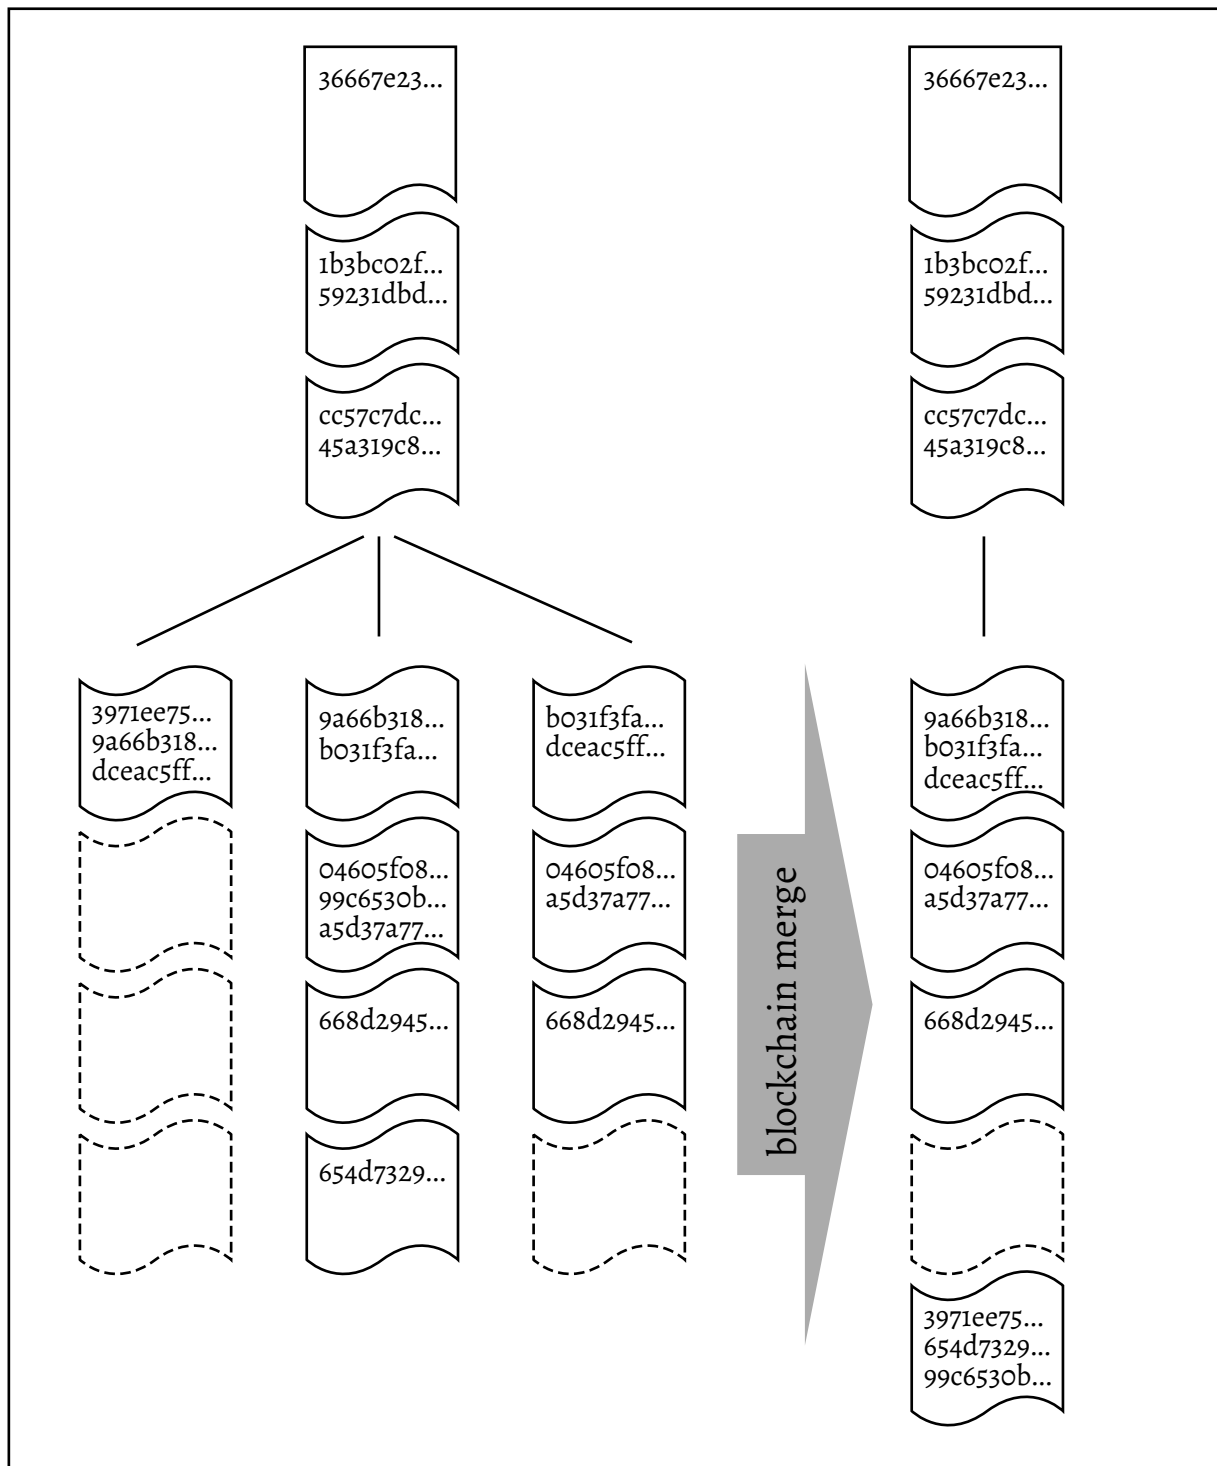 36667e23...
1b3bc02f...
59231dbd...
cc57c7dc...
45a319c8...
3971ee75...
9a66b318...
dceac5ff...
9a66b318...
b031f3fa...
04605f08...
99c6530b...
a5d37a77...
668d2945...
654d7329...
b031f3fa...
dceac5ff...
04605f08...
a5d37a77...
668d2945...
blockchain merge
36667e23...
1b3bc02f...
59231dbd...
cc57c7dc...
45a319c8...
9a66b318...
b031f3fa...
dceac5ff...
04605f08...
a5d37a77...
668d2945...
3971ee75...
654d7329...
99c6530b...